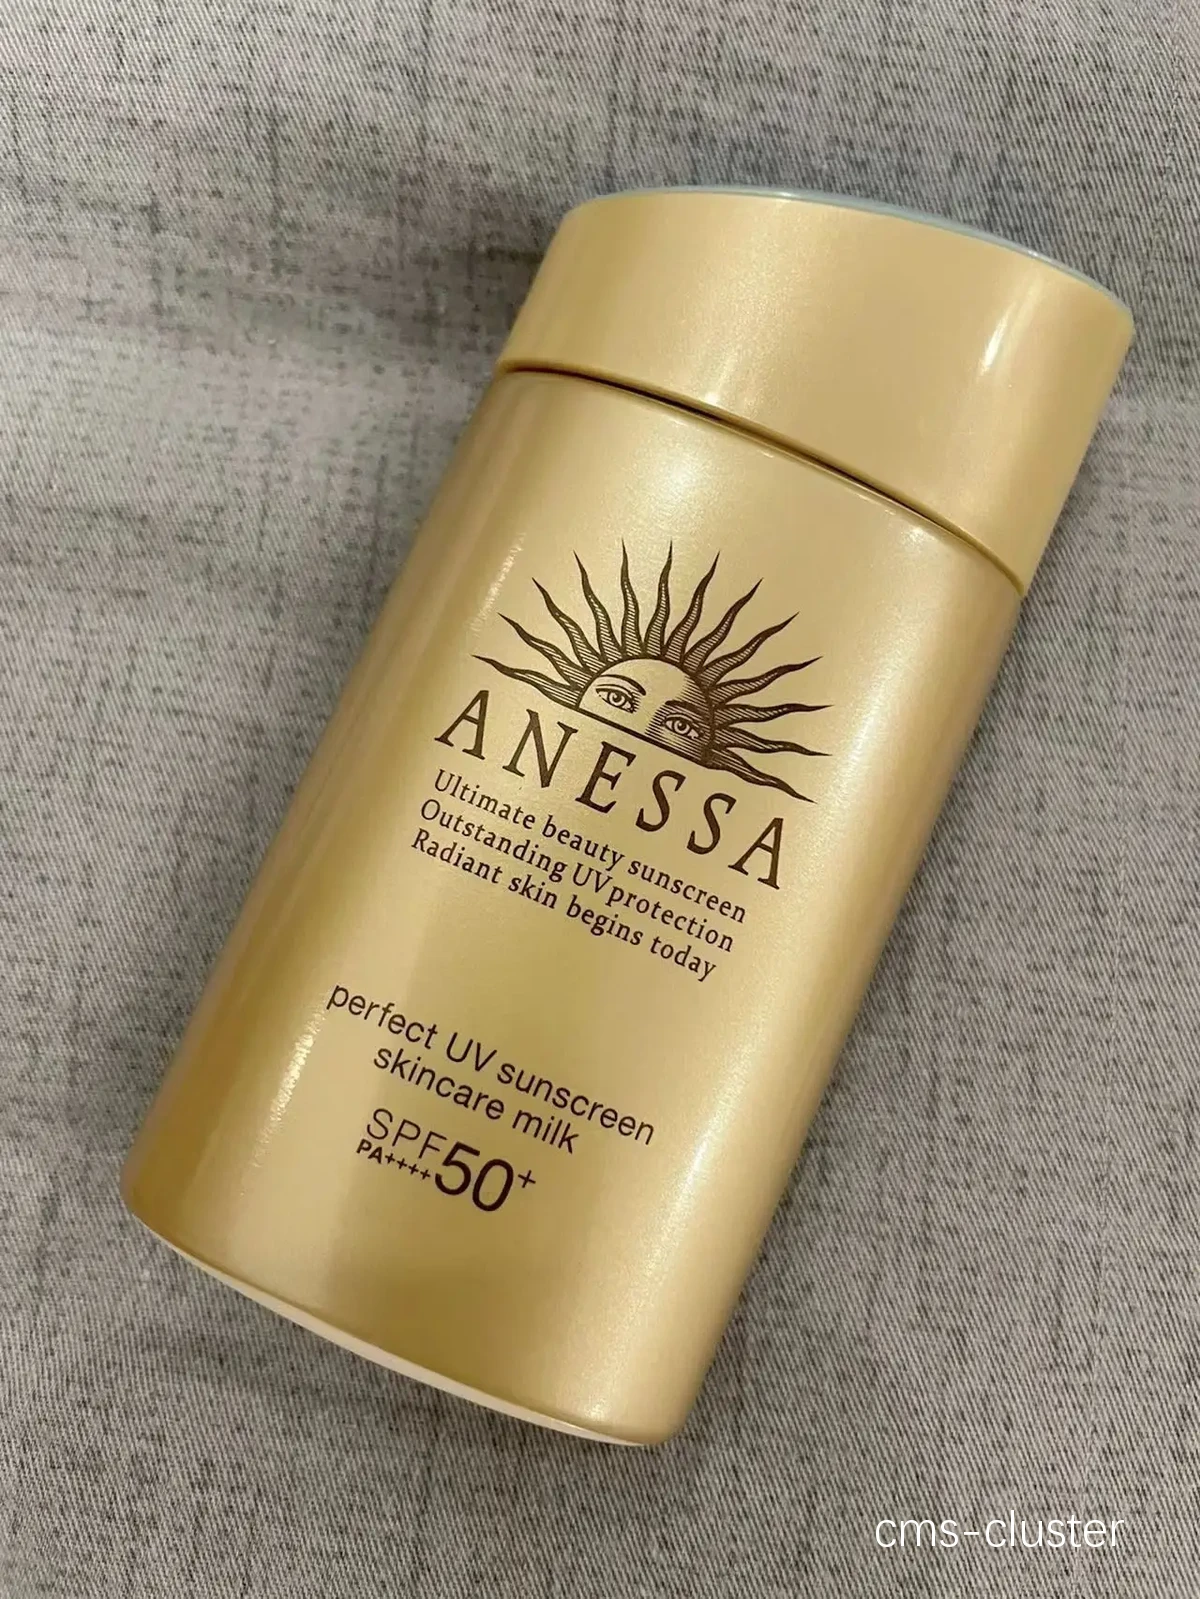 ANESSA
Ultimate beauty sunscreen
Outstanding UV protection
Radiant skin begins today
perfect UV sunscreen
skincare milk
SPF50+
PA++++
cms-cluster